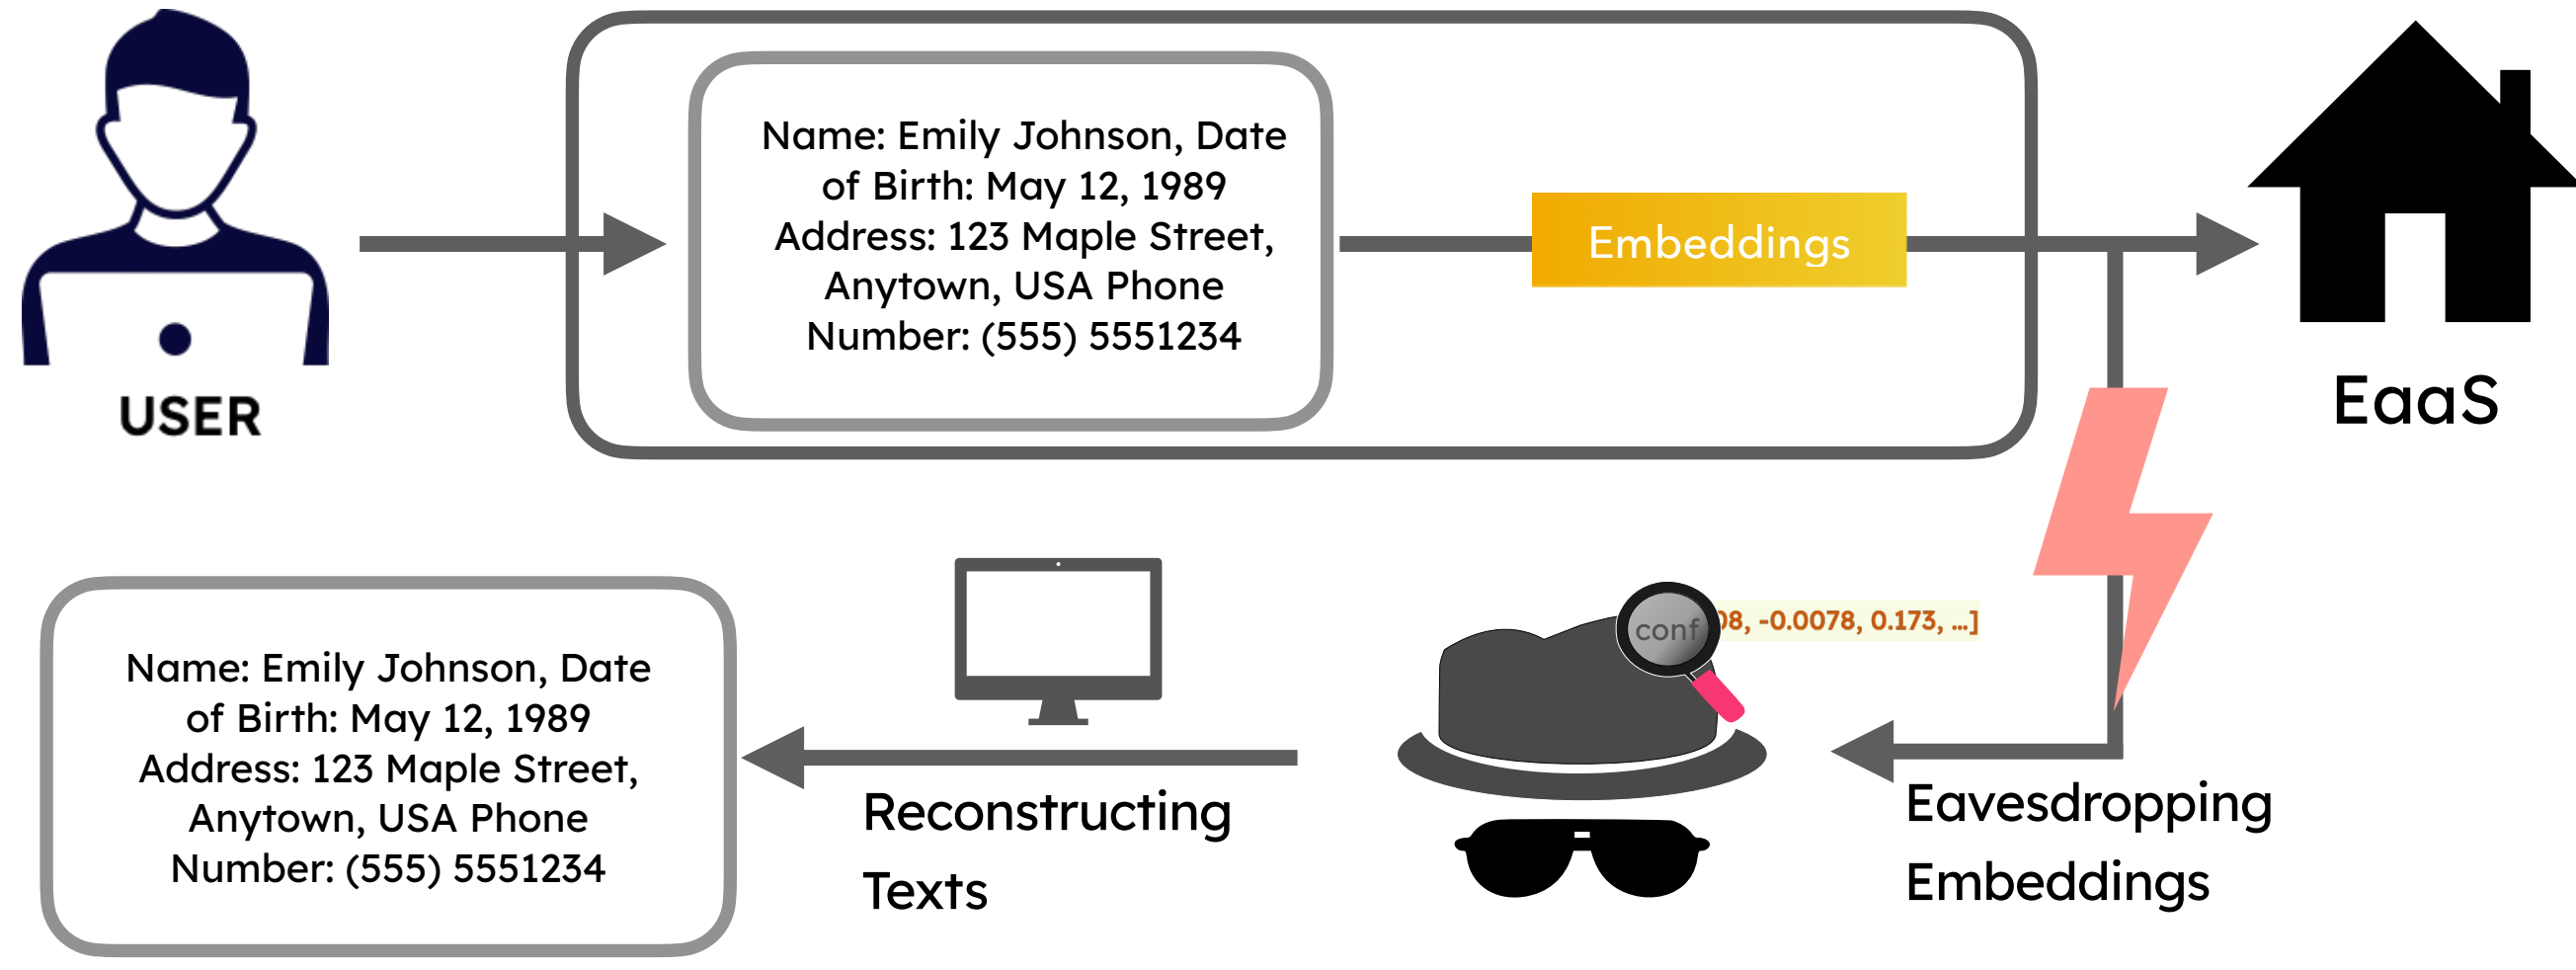 Name: Emily Johnson, Date
of Birth: May 12, 1989
Address: 123 Maple Street,
Anytown, USA Phone
Number: (555) 5551234
Embeddings
USER
EaaS
conf
08, -0.0078, 0.173, ...]
Name: Emily Johnson, Date
of Birth: May 12, 1989
Address: 123 Maple Street,
Anytown, USA Phone
Number: (555) 5551234
Reconstructing
Texts
Eavesdropping
Embeddings